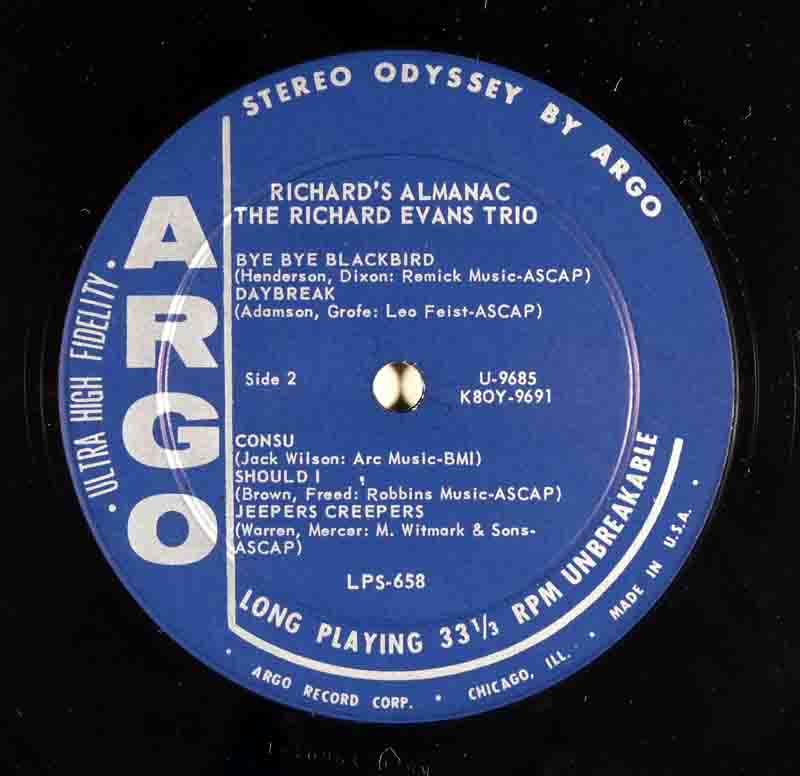 STEREO ODYSSEY BY ARGO
RICHARD'S ALMANAC
THE RICHARD EVANS TRIO
BYE BYE BLACKBIRD
(Henderson, Dixon: Remick Music-ASCAP)
DAYBREAK
(Adamson, Grofe: Leo Feist-ASCAP)
Side 2
U-9685
K8OY-9691
CONSU
(Jack Wilson: Arc Music-BMI)
SHOULD I
(Brown, Freed: Robbins Music-ASCAP)
JEEPERS CREEPERS
(Warren, Mercer: M. Witmark & Sons-
ASCAP)
LPS-658
ARGO
• ULTRA HIGH FIDELITY •
LONG PLAYING 33⅓ RPM UNBREAKABLE
• ARGO RECORD CORP. • CHICAGO, ILL. • MADE IN U.S.A. •